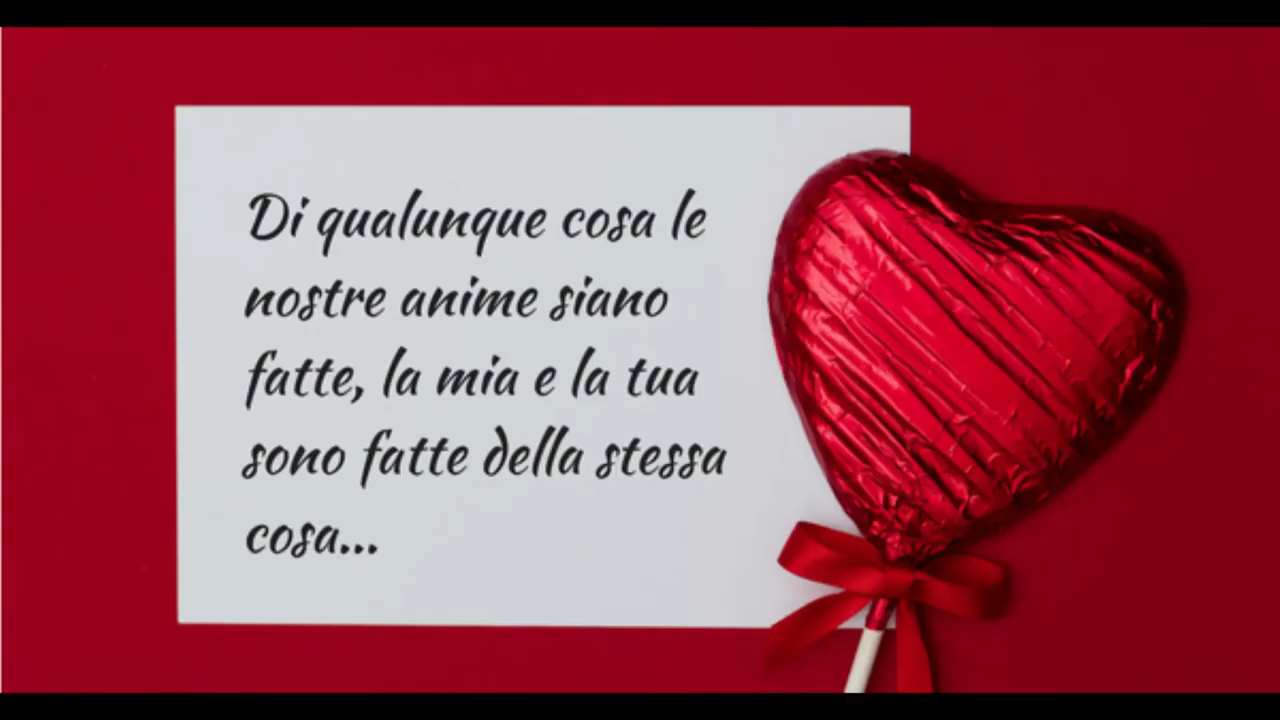 Di qualunque cosa le
nostre anime siano
fatte, la mia e la tua
sono fatte della stessa
cosa...